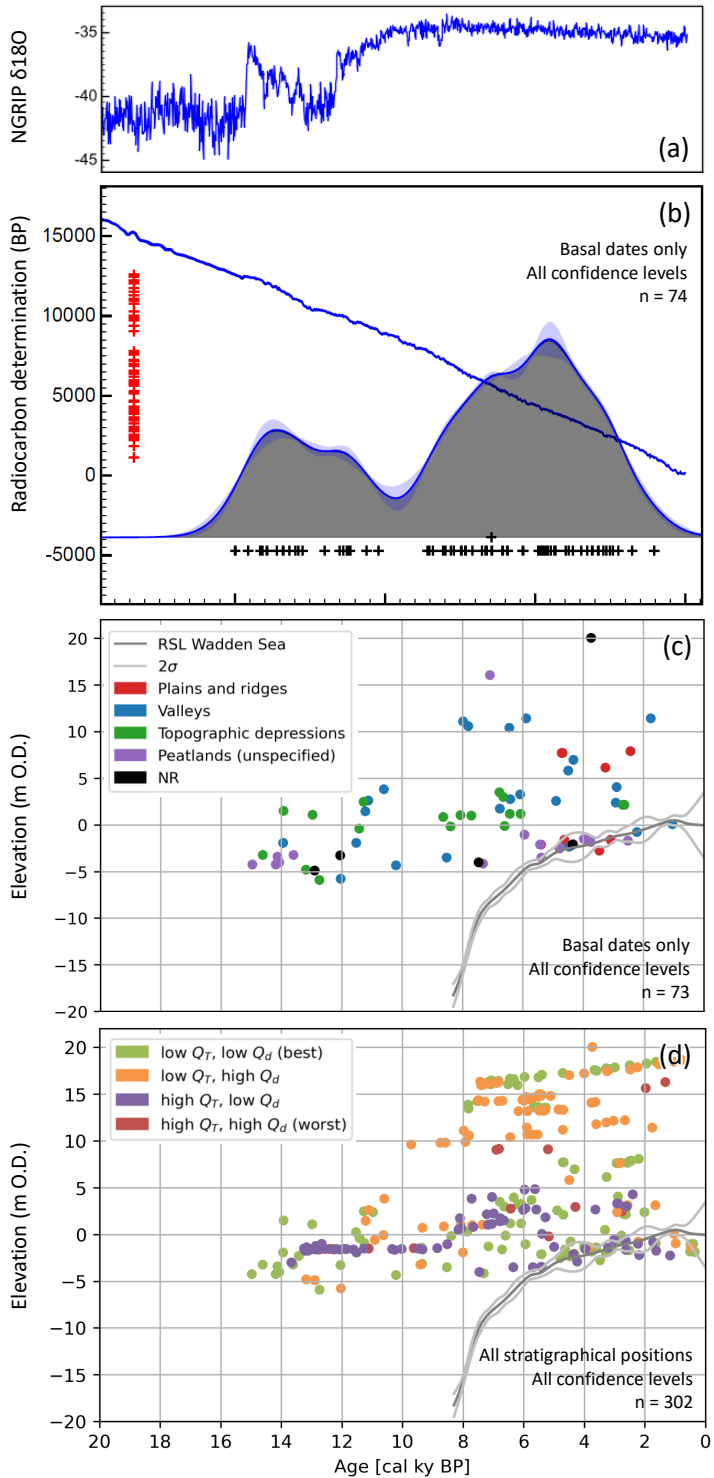 NGRIP δ18O
-35
-40
-45
(a)
Radiocarbon determination (BP)
15000
10000
5000
0
-5000
(b)
Basal dates only
All confidence levels
n = 74
Elevation (m O.D.)
20
15
10
5
0
−5
−10
−15
−20
RSL Wadden Sea
2σ
Plains and ridges
Valleys
Topographic depressions
Peatlands (unspecified)
NR
(c)
Basal dates only
All confidence levels
n = 73
Elevation (m O.D.)
20
15
10
5
0
−5
−10
−15
−20
low Q_T, low Q_d (best)
low Q_T, high Q_d
high Q_T, low Q_d
high Q_T, high Q_d (worst)
(d)
All stratigraphical positions
All confidence levels
n = 302
20 18 16 14 12 10 8 6 4 2 0
Age [cal ky BP]